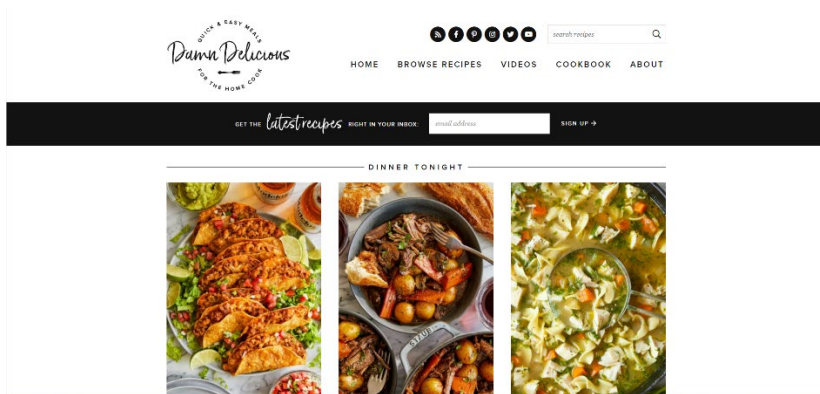 QUICK & EASY MEALS
Damn Delicious
FOR THE HOME COOK
search recipes
HOME BROWSE RECIPES VIDEOS COOKBOOK ABOUT
GET THE latest recipes RIGHT IN YOUR INBOX: email address SIGN UP →
DINNER TONIGHT
STAUB